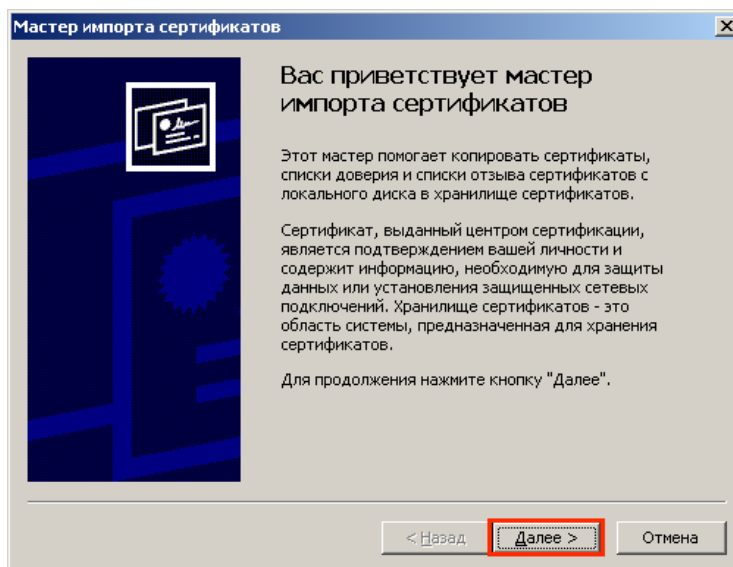 Мастер импорта сертификатов
Вас приветствует мастер
импорта сертификатов
Этот мастер помогает копировать сертификаты,
списки доверия и списки отзыва сертификатов с
локального диска в хранилище сертификатов.
Сертификат, выданный центром сертификации,
является подтверждением вашей личности и
содержит информацию, необходимую для защиты
данных или установления защищенных сетевых
подключений. Хранилище сертификатов - это
область системы, предназначенная для хранения
сертификатов.
Для продолжения нажмите кнопку "Далее".
< Назад Далее > Отмена